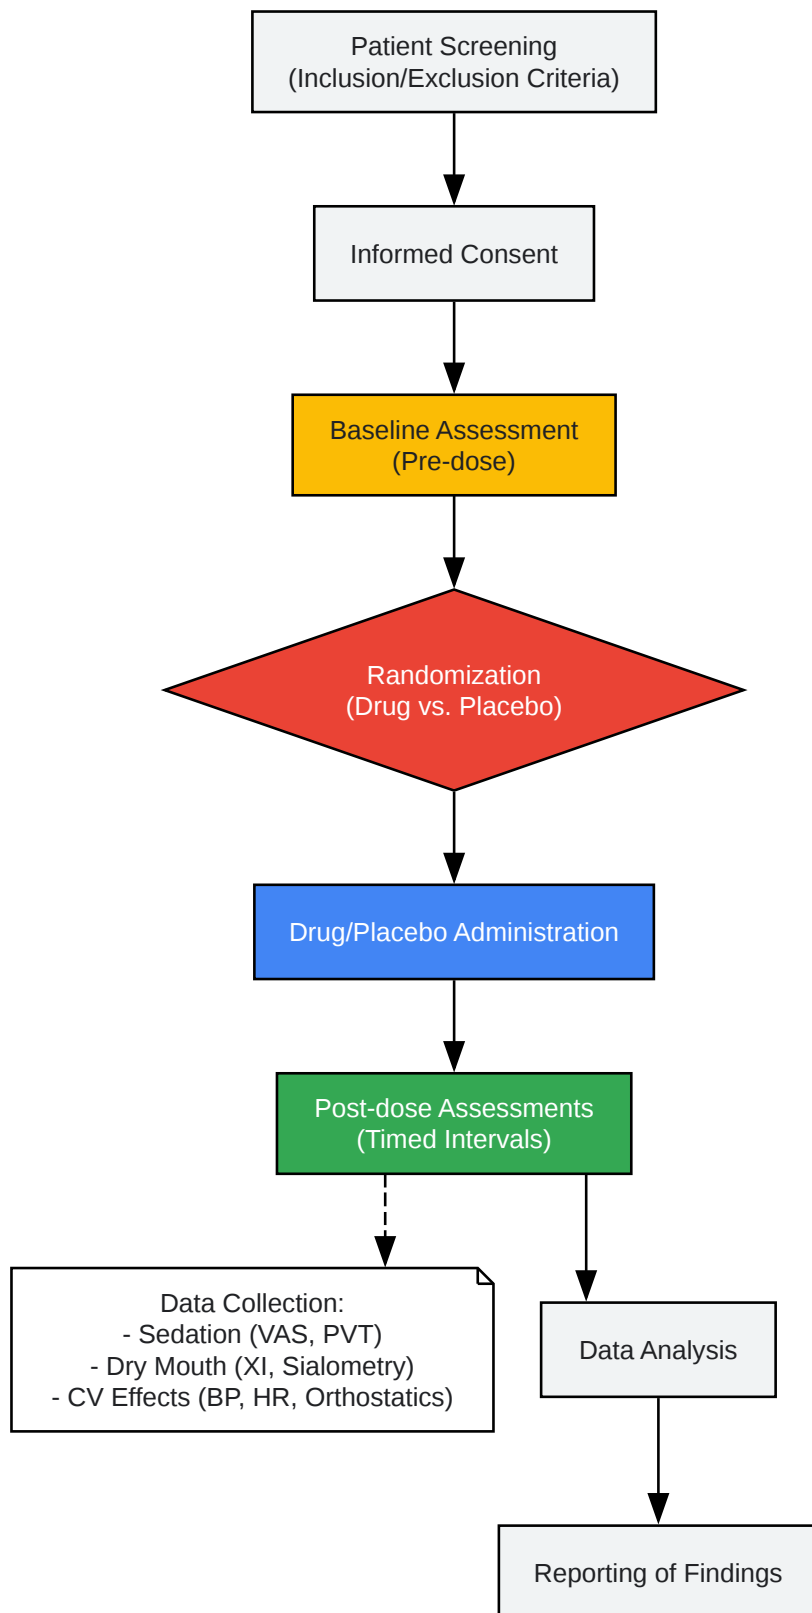 Patient Screening
(Inclusion/Exclusion Criteria)
Informed Consent
Baseline Assessment
(Pre-dose)
Randomization
(Drug vs. Placebo)
Drug/Placebo Administration
Post-dose Assessments
(Timed Intervals)
Data Collection:
- Sedation (VAS, PVT)
- Dry Mouth (XI, Sialometry)
- CV Effects (BP, HR, Orthostatics)
Data Analysis
Reporting of Findings